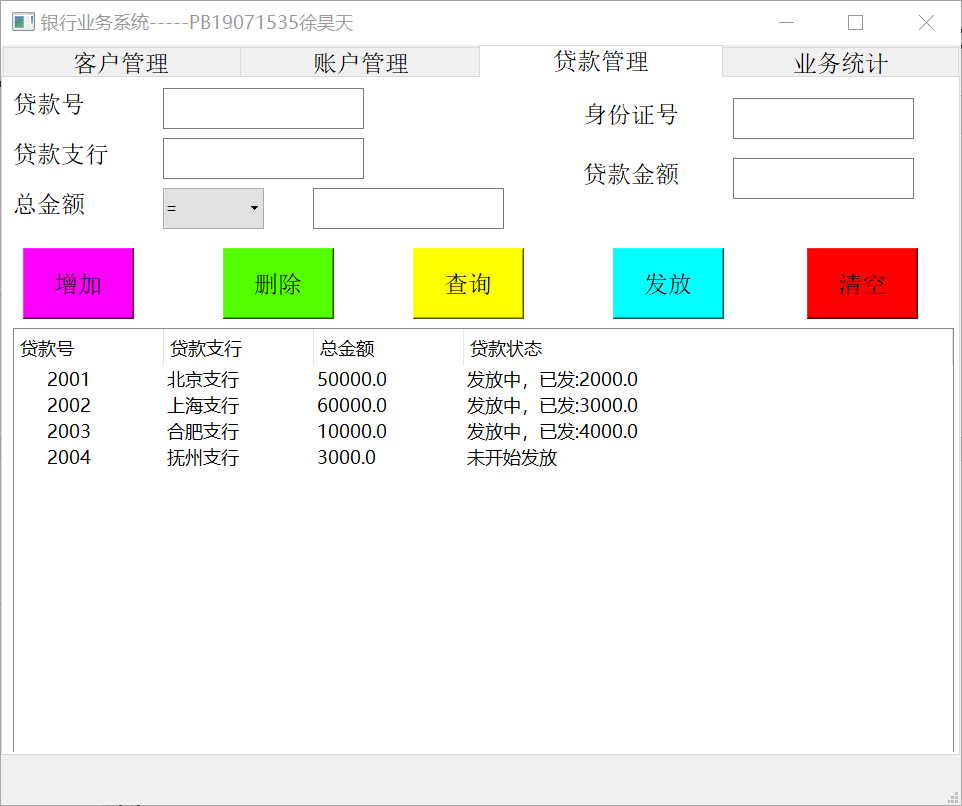 银行业务系统-----PB19071535徐昊天
客户管理 账户管理 贷款管理 业务统计
贷款号
身份证号
贷款支行
贷款金额
总金额 =
增加 删除 查询 发放 清空
贷款号 贷款支行 总金额 贷款状态
2001 北京支行 50000.0 发放中，已发:2000.0
2002 上海支行 60000.0 发放中，已发:3000.0
2003 合肥支行 10000.0 发放中，已发:4000.0
2004 抚州支行 3000.0 未开始发放